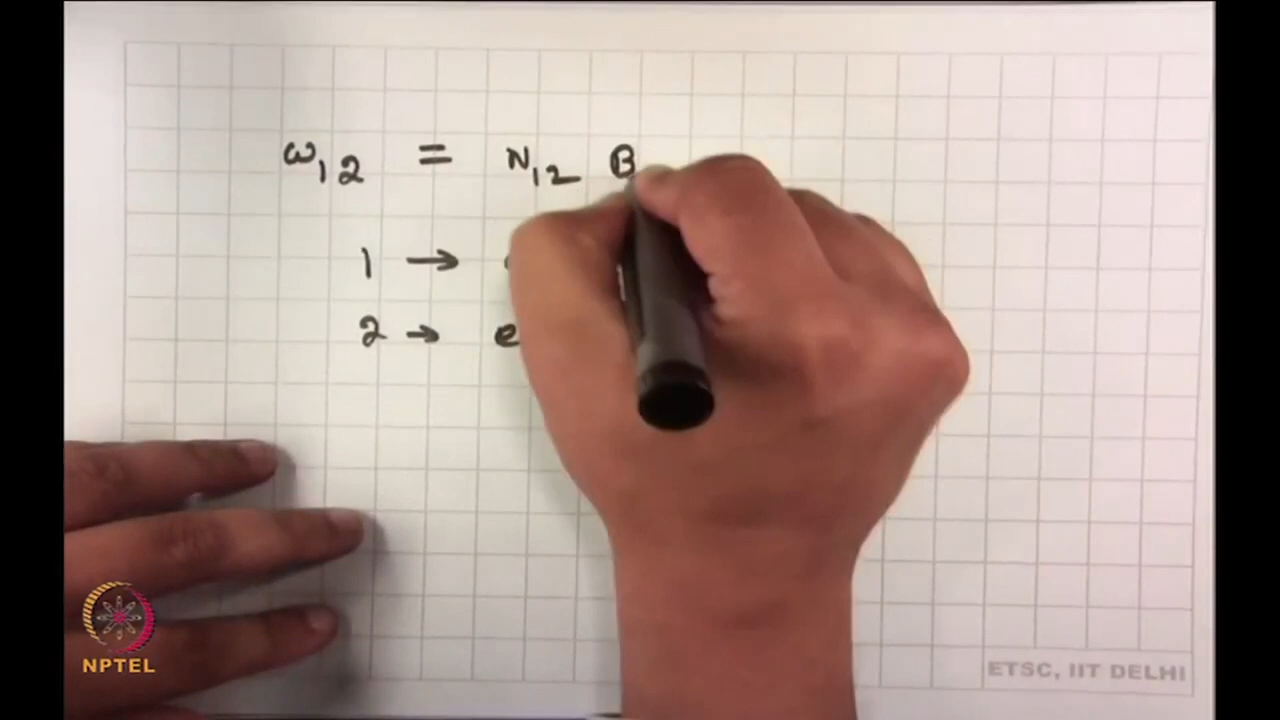 ω₁₂ = N₁₂ B
1 →
2 → e
NPTEL
ETSC, IIT DELHI